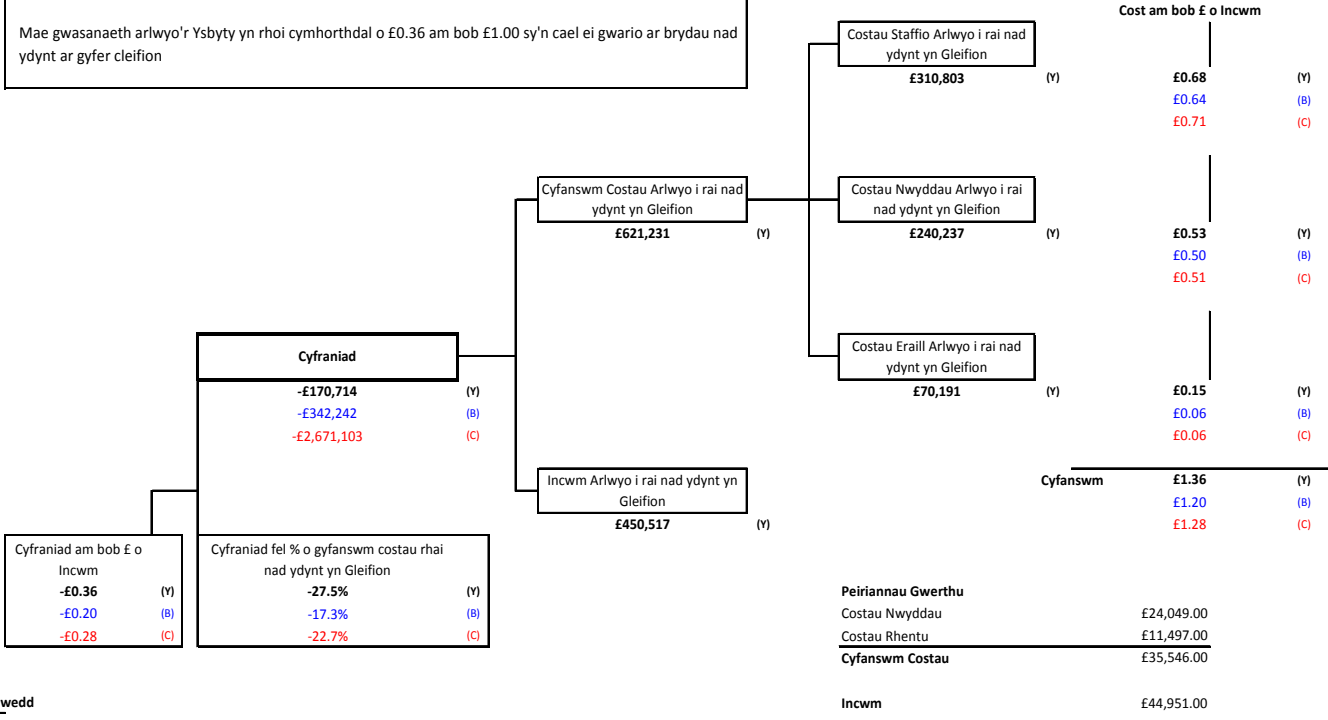 Mae gwasanaeth arlwyo'r Ysbyty yn rhoi cymhorthdal o £0.36 am bob £1.00 sy'n cael ei gwario ar brydau nad
ydynt ar gyfer cleifion
Cost am bob £ o Incwm
Costau Staffio Arlwyo i rai nad
ydynt yn Gleifion
£310,803 (Y) £0.68 (Y)
£0.64 (B)
£0.71 (C)
Cyfanswm Costau Arlwyo i rai nad
ydynt yn Gleifion
£621,231 (Y)
Costau Nwyddau Arlwyo i rai
nad ydynt yn Gleifion
£240,237 (Y) £0.53 (Y)
£0.50 (B)
£0.51 (C)
Cyfraniad
-£170,714 (Y)
-£342,242 (B)
-£2,671,103 (C)
Costau Eraill Arlwyo i rai nad
ydynt yn Gleifion
£70,191 (Y) £0.15 (Y)
£0.06 (B)
£0.06 (C)
Incwm Arlwyo i rai nad ydynt yn
Gleifion
£450,517 (Y)
Cyfanswm £1.36 (Y)
£1.20 (B)
£1.28 (C)
Cyfraniad am bob £ o
Incwm
-£0.36 (Y)
-£0.20 (B)
-£0.28 (C)
Cyfraniad fel % o gyfanswm costau rhai
nad ydynt yn Gleifion
-27.5% (Y)
-17.3% (B)
-22.7% (C)
Peiriannau Gwerthu
Costau Nwyddau £24,049.00
Costau Rhentu £11,497.00
Cyfanswm Costau £35,546.00
wedd
Incwm £44,951.00